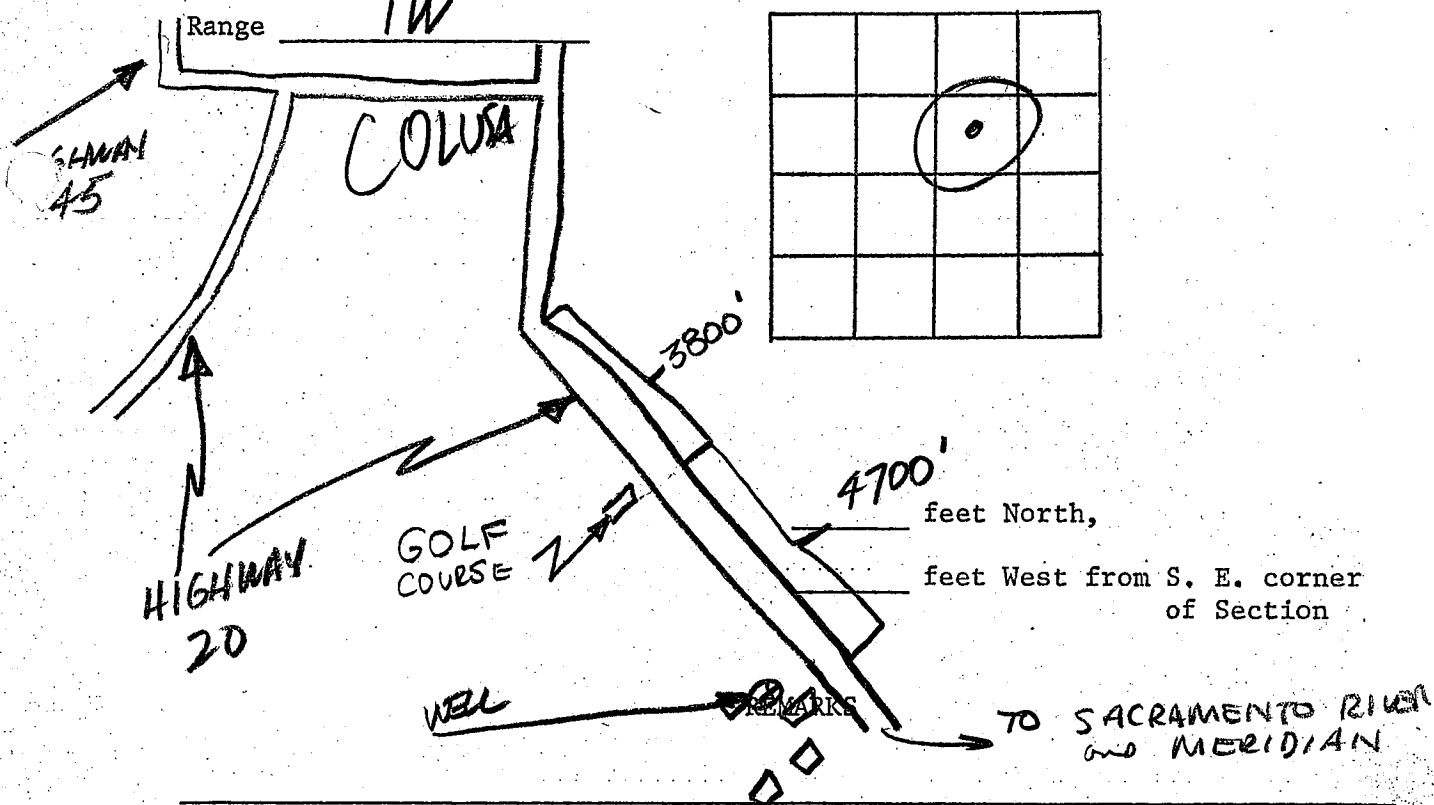 Range 1W
COLUSA
45
3800'
4700'
feet North,
feet West from S. E. corner
of Section
GOLF
COURSE
HIGHWAY
20
WELL
REMARKS
TO SACRAMENTO RIVER
and MERIDIAN